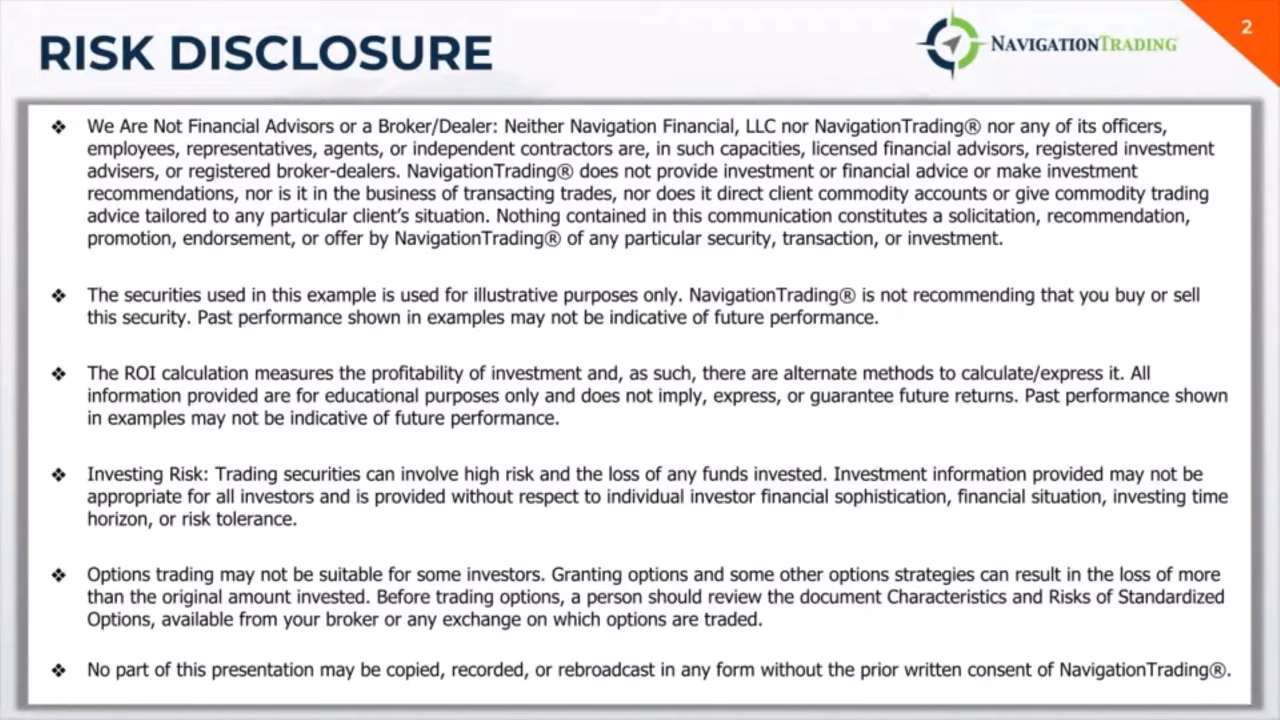 RISK DISCLOSURE
NAVIGATIONTRADING®
2
❖ We Are Not Financial Advisors or a Broker/Dealer: Neither Navigation Financial, LLC nor NavigationTrading® nor any of its officers,
employees, representatives, agents, or independent contractors are, in such capacities, licensed financial advisors, registered investment
advisers, or registered broker-dealers. NavigationTrading® does not provide investment or financial advice or make investment
recommendations, nor is it in the business of transacting trades, nor does it direct client commodity accounts or give commodity trading
advice tailored to any particular client's situation. Nothing contained in this communication constitutes a solicitation, recommendation,
promotion, endorsement, or offer by NavigationTrading® of any particular security, transaction, or investment.
❖ The securities used in this example is used for illustrative purposes only. NavigationTrading® is not recommending that you buy or sell
this security. Past performance shown in examples may not be indicative of future performance.
❖ The ROI calculation measures the profitability of investment and, as such, there are alternate methods to calculate/express it. All
information provided are for educational purposes only and does not imply, express, or guarantee future returns. Past performance shown
in examples may not be indicative of future performance.
❖ Investing Risk: Trading securities can involve high risk and the loss of any funds invested. Investment information provided may not be
appropriate for all investors and is provided without respect to individual investor financial sophistication, financial situation, investing time
horizon, or risk tolerance.
❖ Options trading may not be suitable for some investors. Granting options and some other options strategies can result in the loss of more
than the original amount invested. Before trading options, a person should review the document Characteristics and Risks of Standardized
Options, available from your broker or any exchange on which options are traded.
❖ No part of this presentation may be copied, recorded, or rebroadcast in any form without the prior written consent of NavigationTrading®.